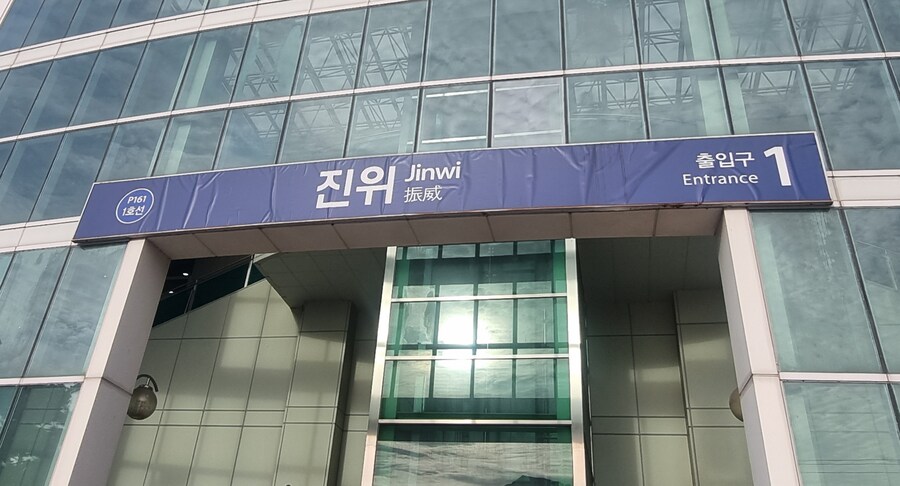 P161
1호선
진위
Jinwi
振威
출입구
Entrance
1